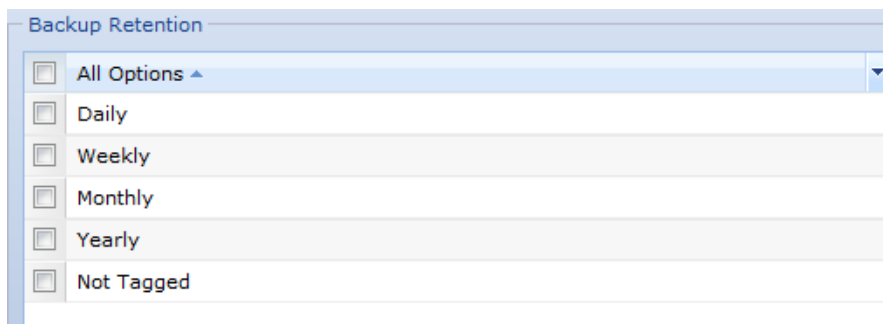 Backup Retention
All Options
Daily
Weekly
Monthly
Yearly
Not Tagged